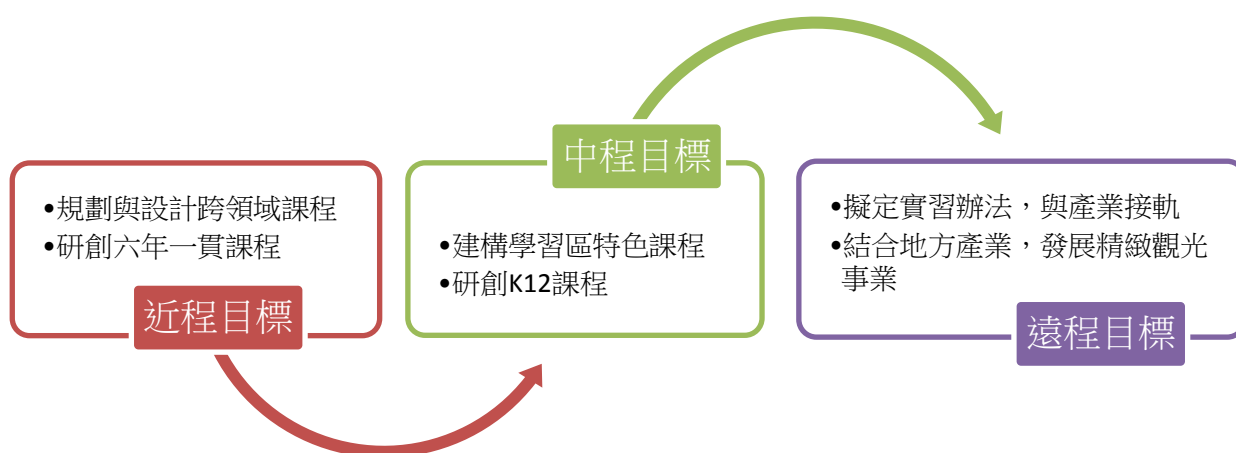 •規劃與設計跨領域課程
•研創六年一貫課程
近程目標
中程目標
•建構學習區特色課程
•研創K12課程
•擬定實習辦法，與產業接軌
•結合地方產業，發展精緻觀光
事業
遠程目標